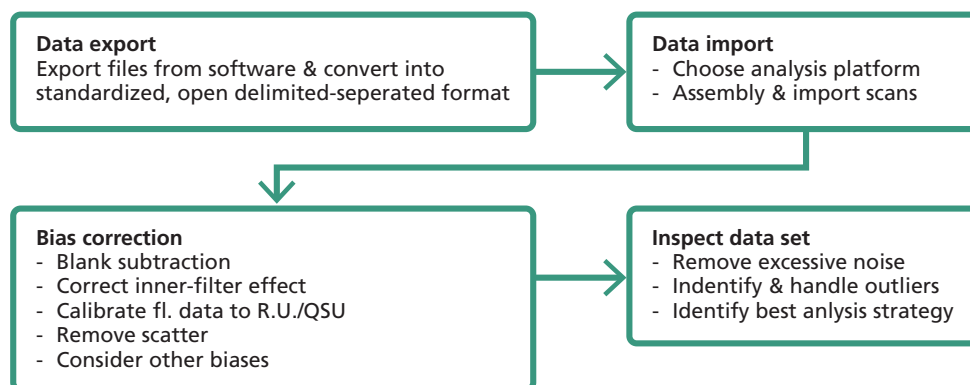 Data export
Export files from software & convert into
standardized, open delimited-seperated format
Data import
- Choose analysis platform
- Assembly & import scans
Bias correction
- Blank subtraction
- Correct inner-filter effect
- Calibrate fl. data to R.U./QSU
- Remove scatter
- Consider other biases
Inspect data set
- Remove excessive noise
- Indentify & handle outliers
- Identify best anlysis strategy